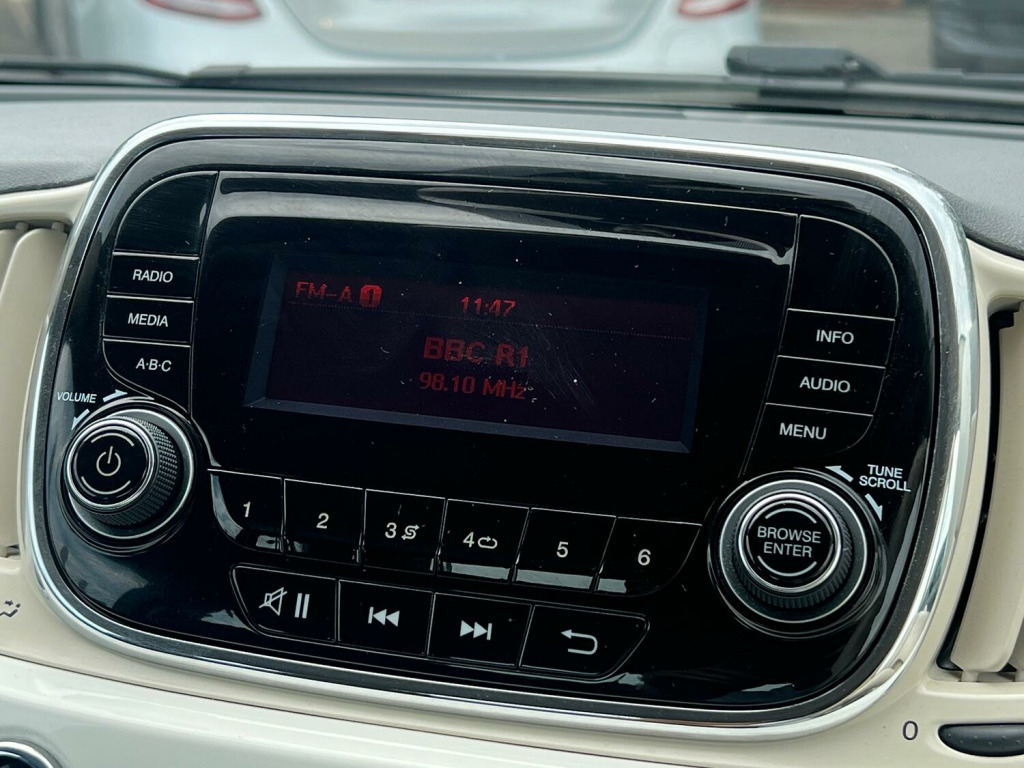 FM-A 1
11:47
BBC R1
98.10 MHz
RADIO
MEDIA
A·B·C
VOLUME
INFO
AUDIO
MENU
TUNE
SCROLL
BROWSE
ENTER
1
2
3
4
5
6
0